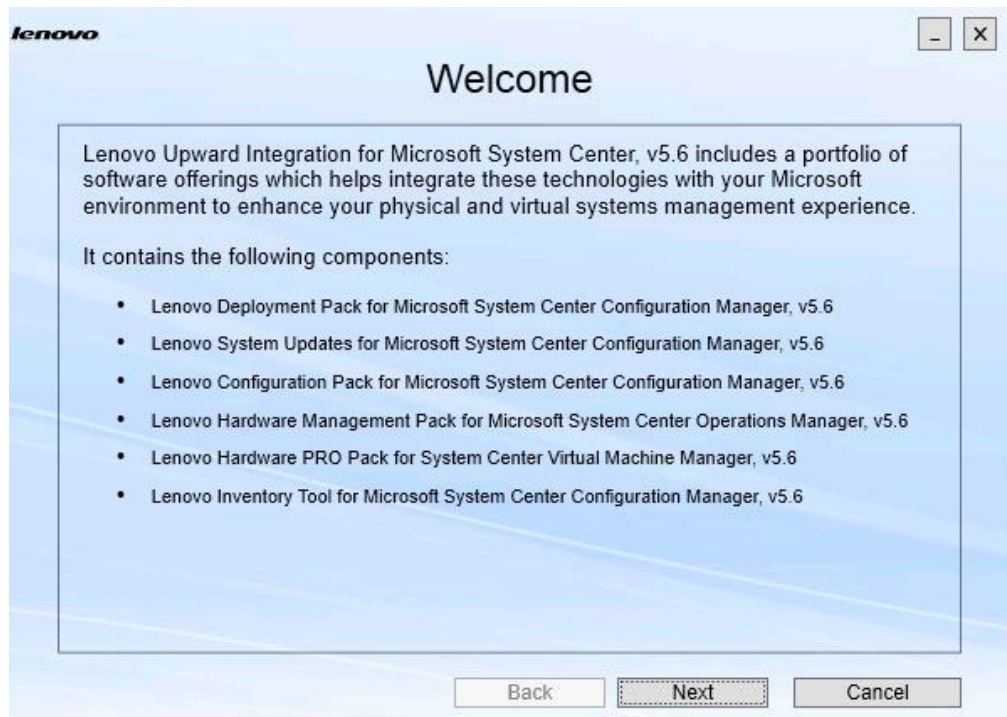 lenovo
_ X
Welcome
Lenovo Upward Integration for Microsoft System Center, v5.6 includes a portfolio of
software offerings which helps integrate these technologies with your Microsoft
environment to enhance your physical and virtual systems management experience.
It contains the following components:
• Lenovo Deployment Pack for Microsoft System Center Configuration Manager, v5.6
• Lenovo System Updates for Microsoft System Center Configuration Manager, v5.6
• Lenovo Configuration Pack for Microsoft System Center Configuration Manager, v5.6
• Lenovo Hardware Management Pack for Microsoft System Center Operations Manager, v5.6
• Lenovo Hardware PRO Pack for System Center Virtual Machine Manager, v5.6
• Lenovo Inventory Tool for Microsoft System Center Configuration Manager, v5.6
Back Next Cancel